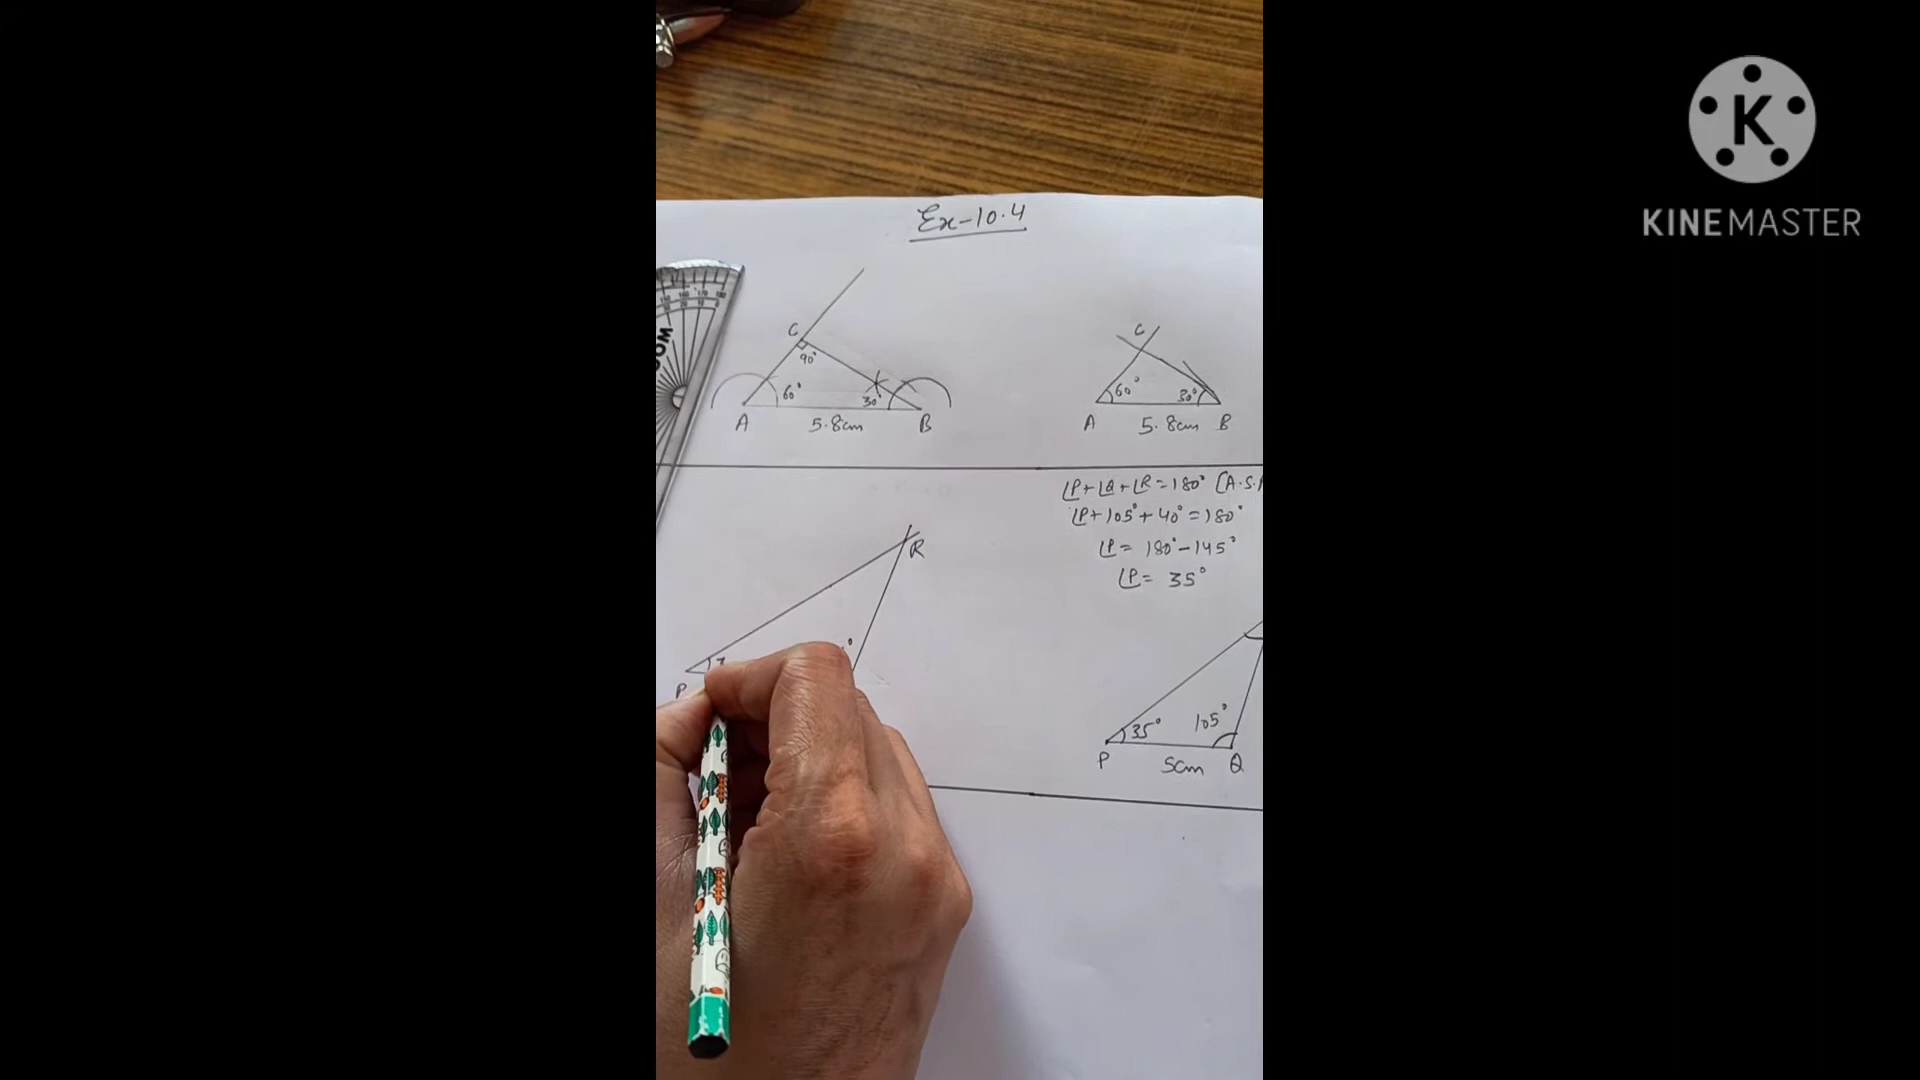 K
KINEMASTER
Ex-10.4
C
90°
60°
30°
A
5.8cm
B
C
60°
30°
A
5.8cm
B
∠P+∠Q+∠R=180° [A.S.
∠P+105°+40°=180°
∠P= 180°-145°
∠P= 35°
R
P
35°
105°
P
5cm
Q